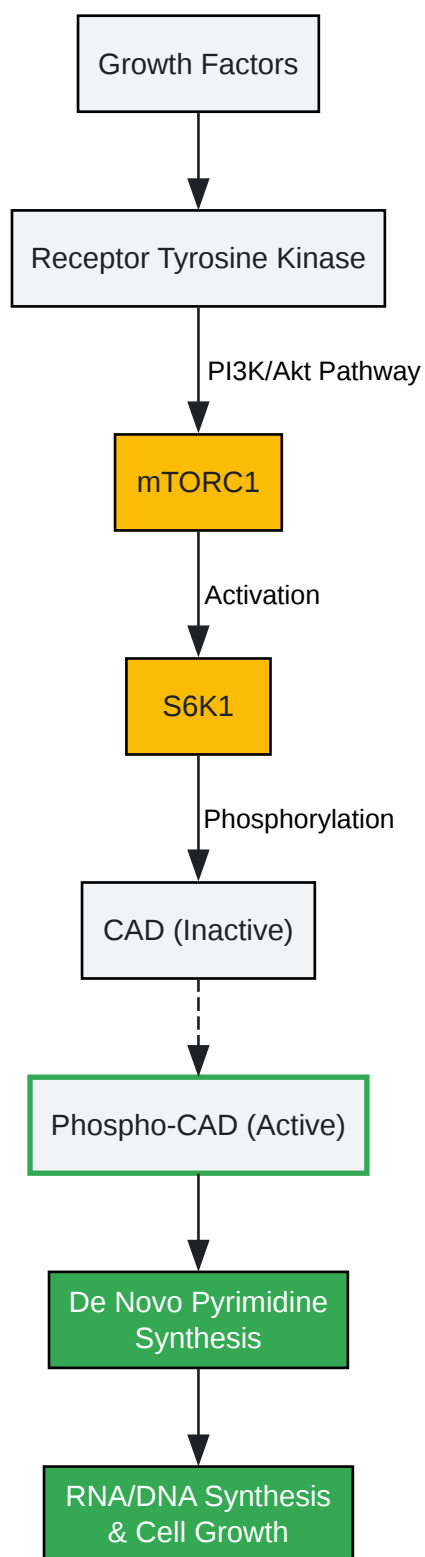 Growth Factors
Receptor Tyrosine Kinase
PI3K/Akt Pathway
mTORC1
Activation
S6K1
Phosphorylation
CAD (Inactive)
Phospho-CAD (Active)
De Novo Pyrimidine
Synthesis
RNA/DNA Synthesis
& Cell Growth